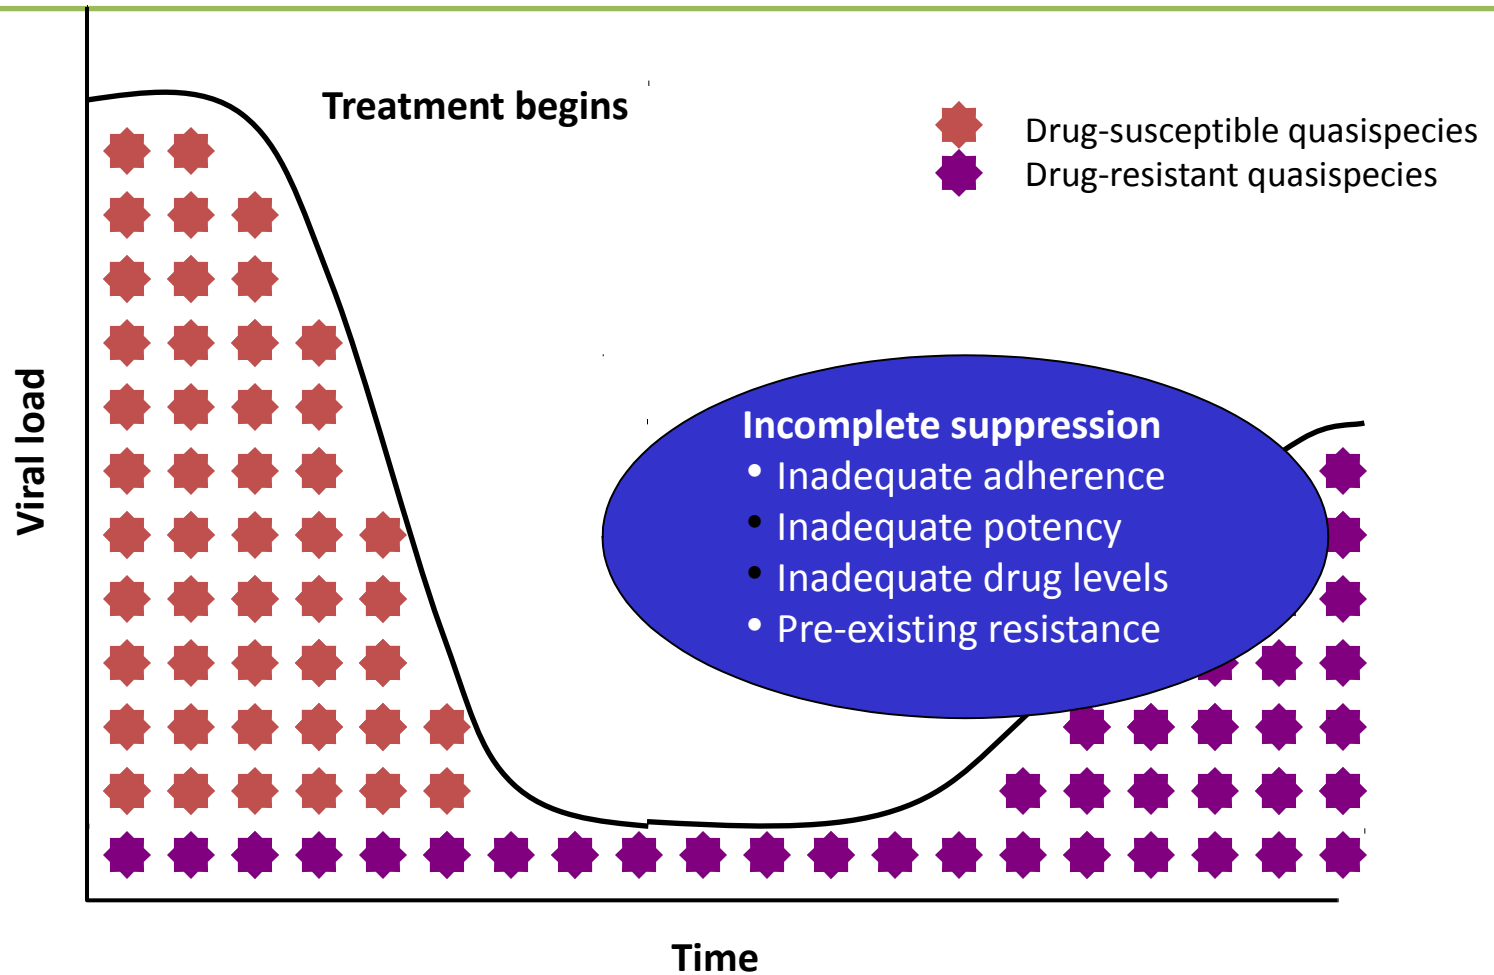 Treatment begins
Drug-susceptible quasispecies
Drug-resistant quasispecies
Viral load
Incomplete suppression
• Inadequate adherence
• Inadequate potency
• Inadequate drug levels
• Pre-existing resistance
Time